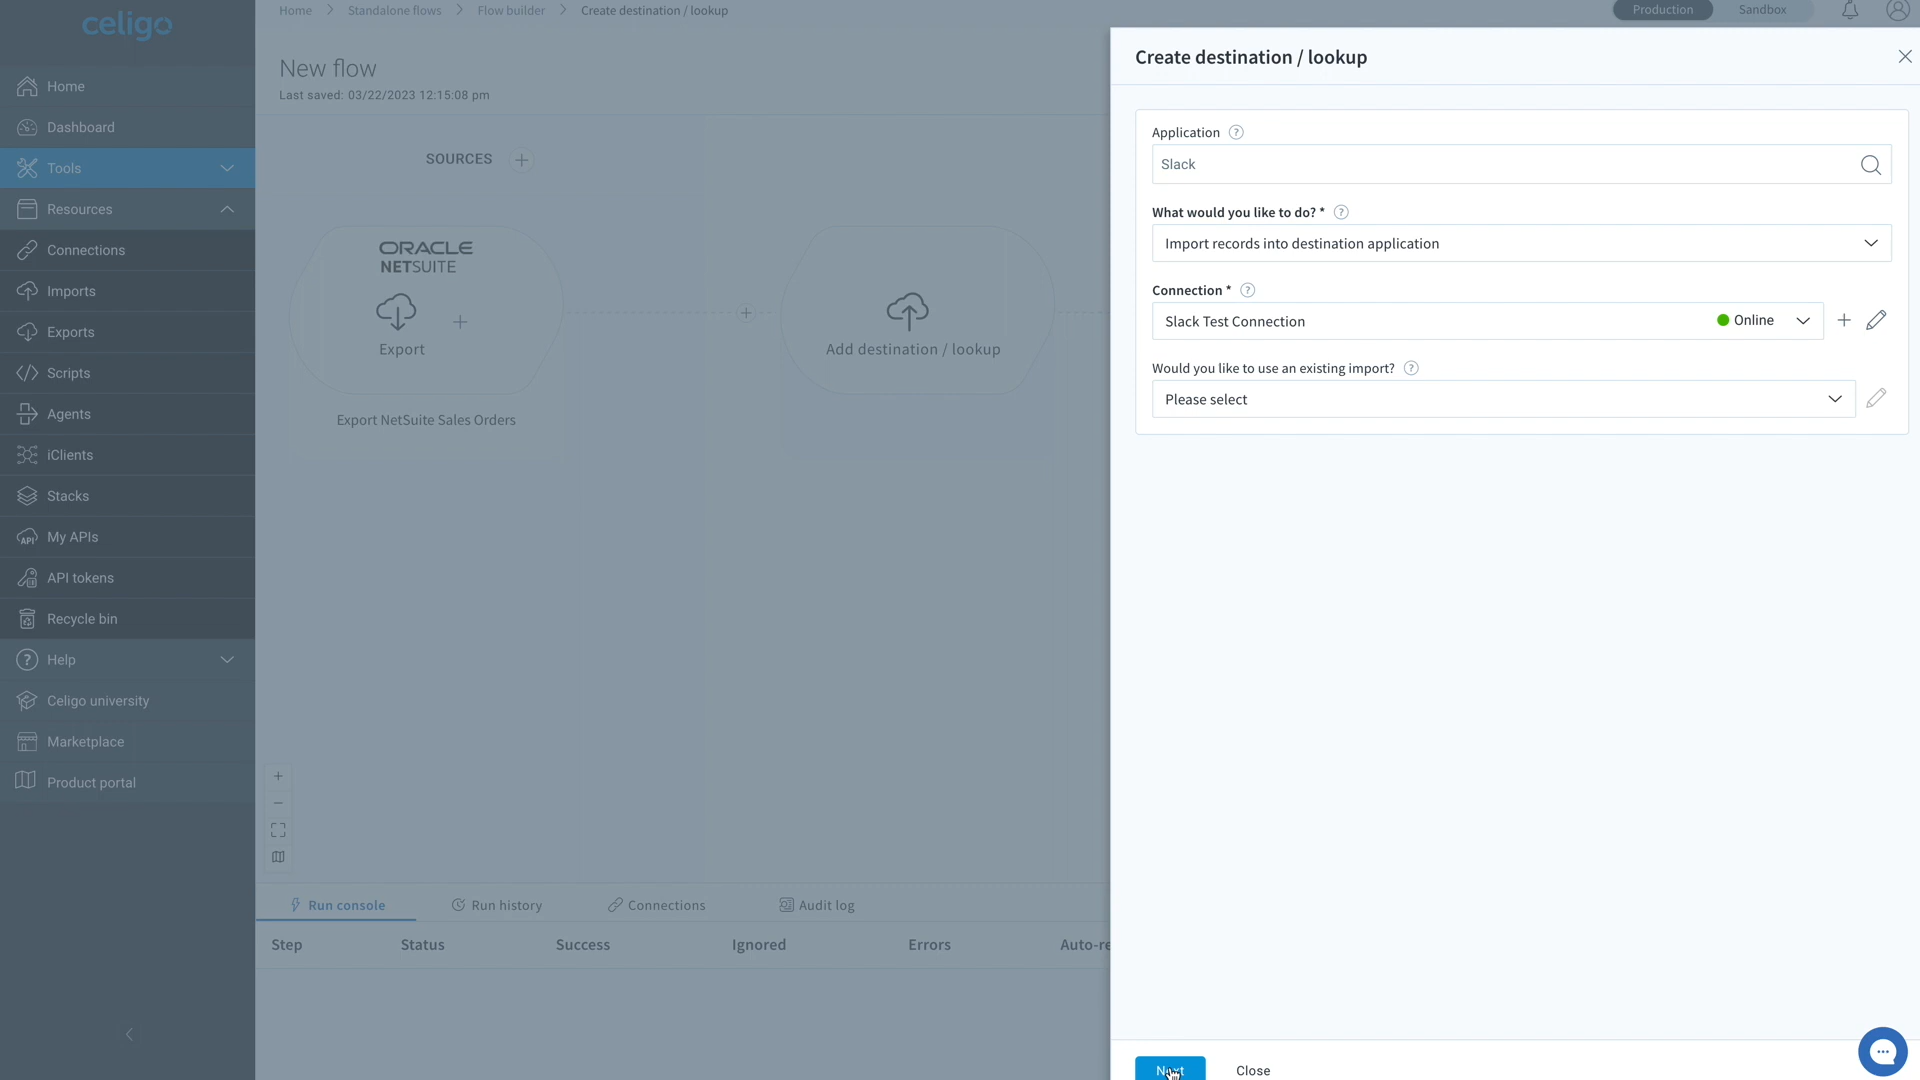 celigo
Home
Dashboard
Tools
Resources
Connections
Imports
Exports
Scripts
Agents
iClients
Stacks
My APIs
API
API tokens
Recycle bin
Help
Celigo university
Marketplace
Product portal
Home > Standalone flows > Flow builder > Create destination / lookup
Production Sandbox
New flow
Last saved: 03/22/2023 12:15:08 pm
SOURCES
ORACLE
NETSUITE
Export
Export NetSuite Sales Orders
Add destination / lookup
Run console Run history Connections Audit log
Step Status Success Ignored Errors Auto-re
Create destination / lookup
Application ?
Slack
What would you like to do? * ?
Import records into destination application
Connection * ?
Slack Test Connection Online
Would you like to use an existing import? ?
Please select
Next Close